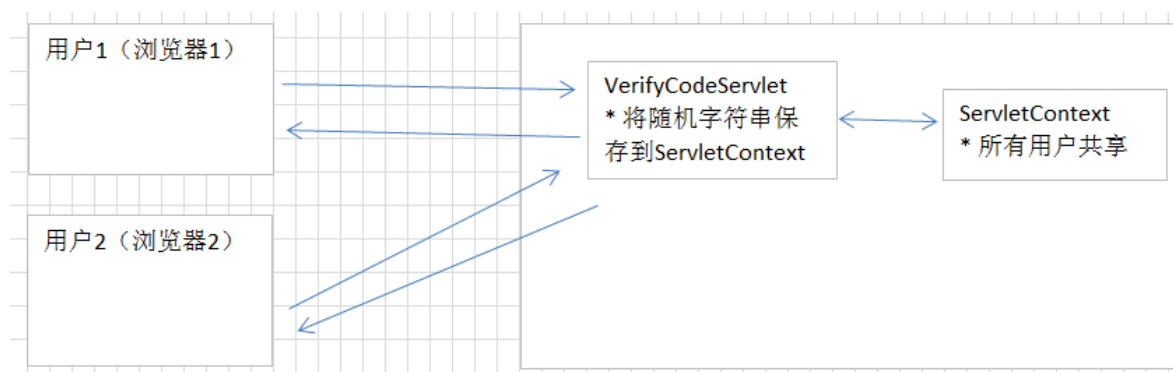 用户1（浏览器1）
VerifyCodeServlet
* 将随机字符串保
存到ServletContext
ServletContext
* 所有用户共享
用户2（浏览器2）